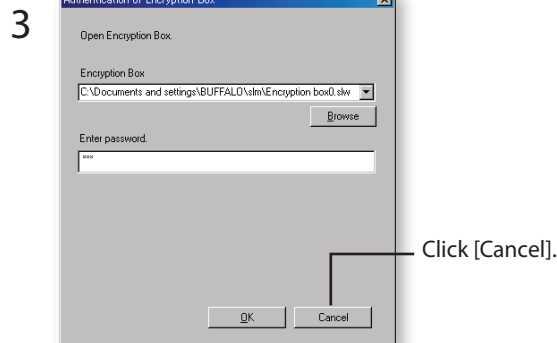 3
Authentication of Encryption Box
Open Encryption Box.
Encryption Box
C:\Documents and settings\BUFFALO\slm\Encryption box0.slw
Browse
Enter password.
***
Click [Cancel].
OK
Cancel